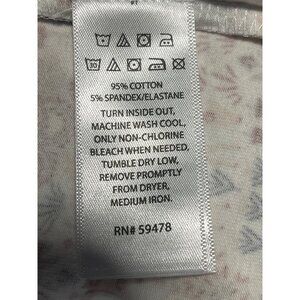 30
95% COTTON
5% SPANDEX/ELASTANE
TURN INSIDE OUT,
MACHINE WASH COOL,
ONLY NON-CHLORINE
BLEACH WHEN NEEDED,
TUMBLE DRY LOW,
REMOVE PROMPTLY
FROM DRYER,
MEDIUM IRON.
RN# 59478